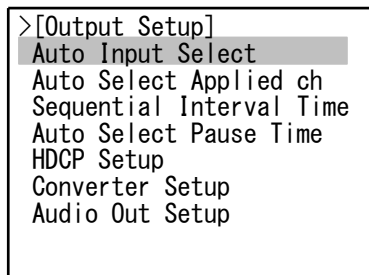 >[Output Setup]
Auto Input Select
Auto Select Applied ch
Sequential Interval Time
Auto Select Pause Time
HDCP Setup
Converter Setup
Audio Out Setup